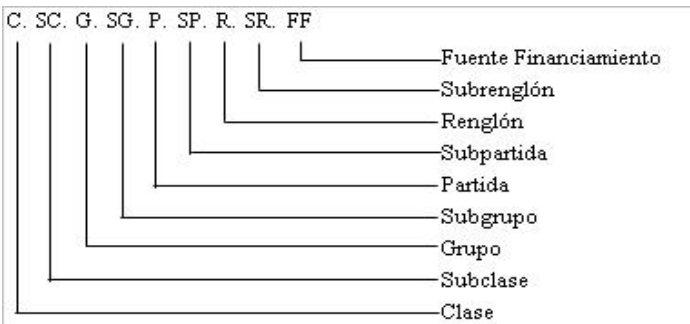 C. SC. G. SG. P. SP. R. SR. FF
Fuente Financiamiento
Subrenglón
Renglón
Subpartida
Partida
Subgrupo
Grupo
Subclase
Clase